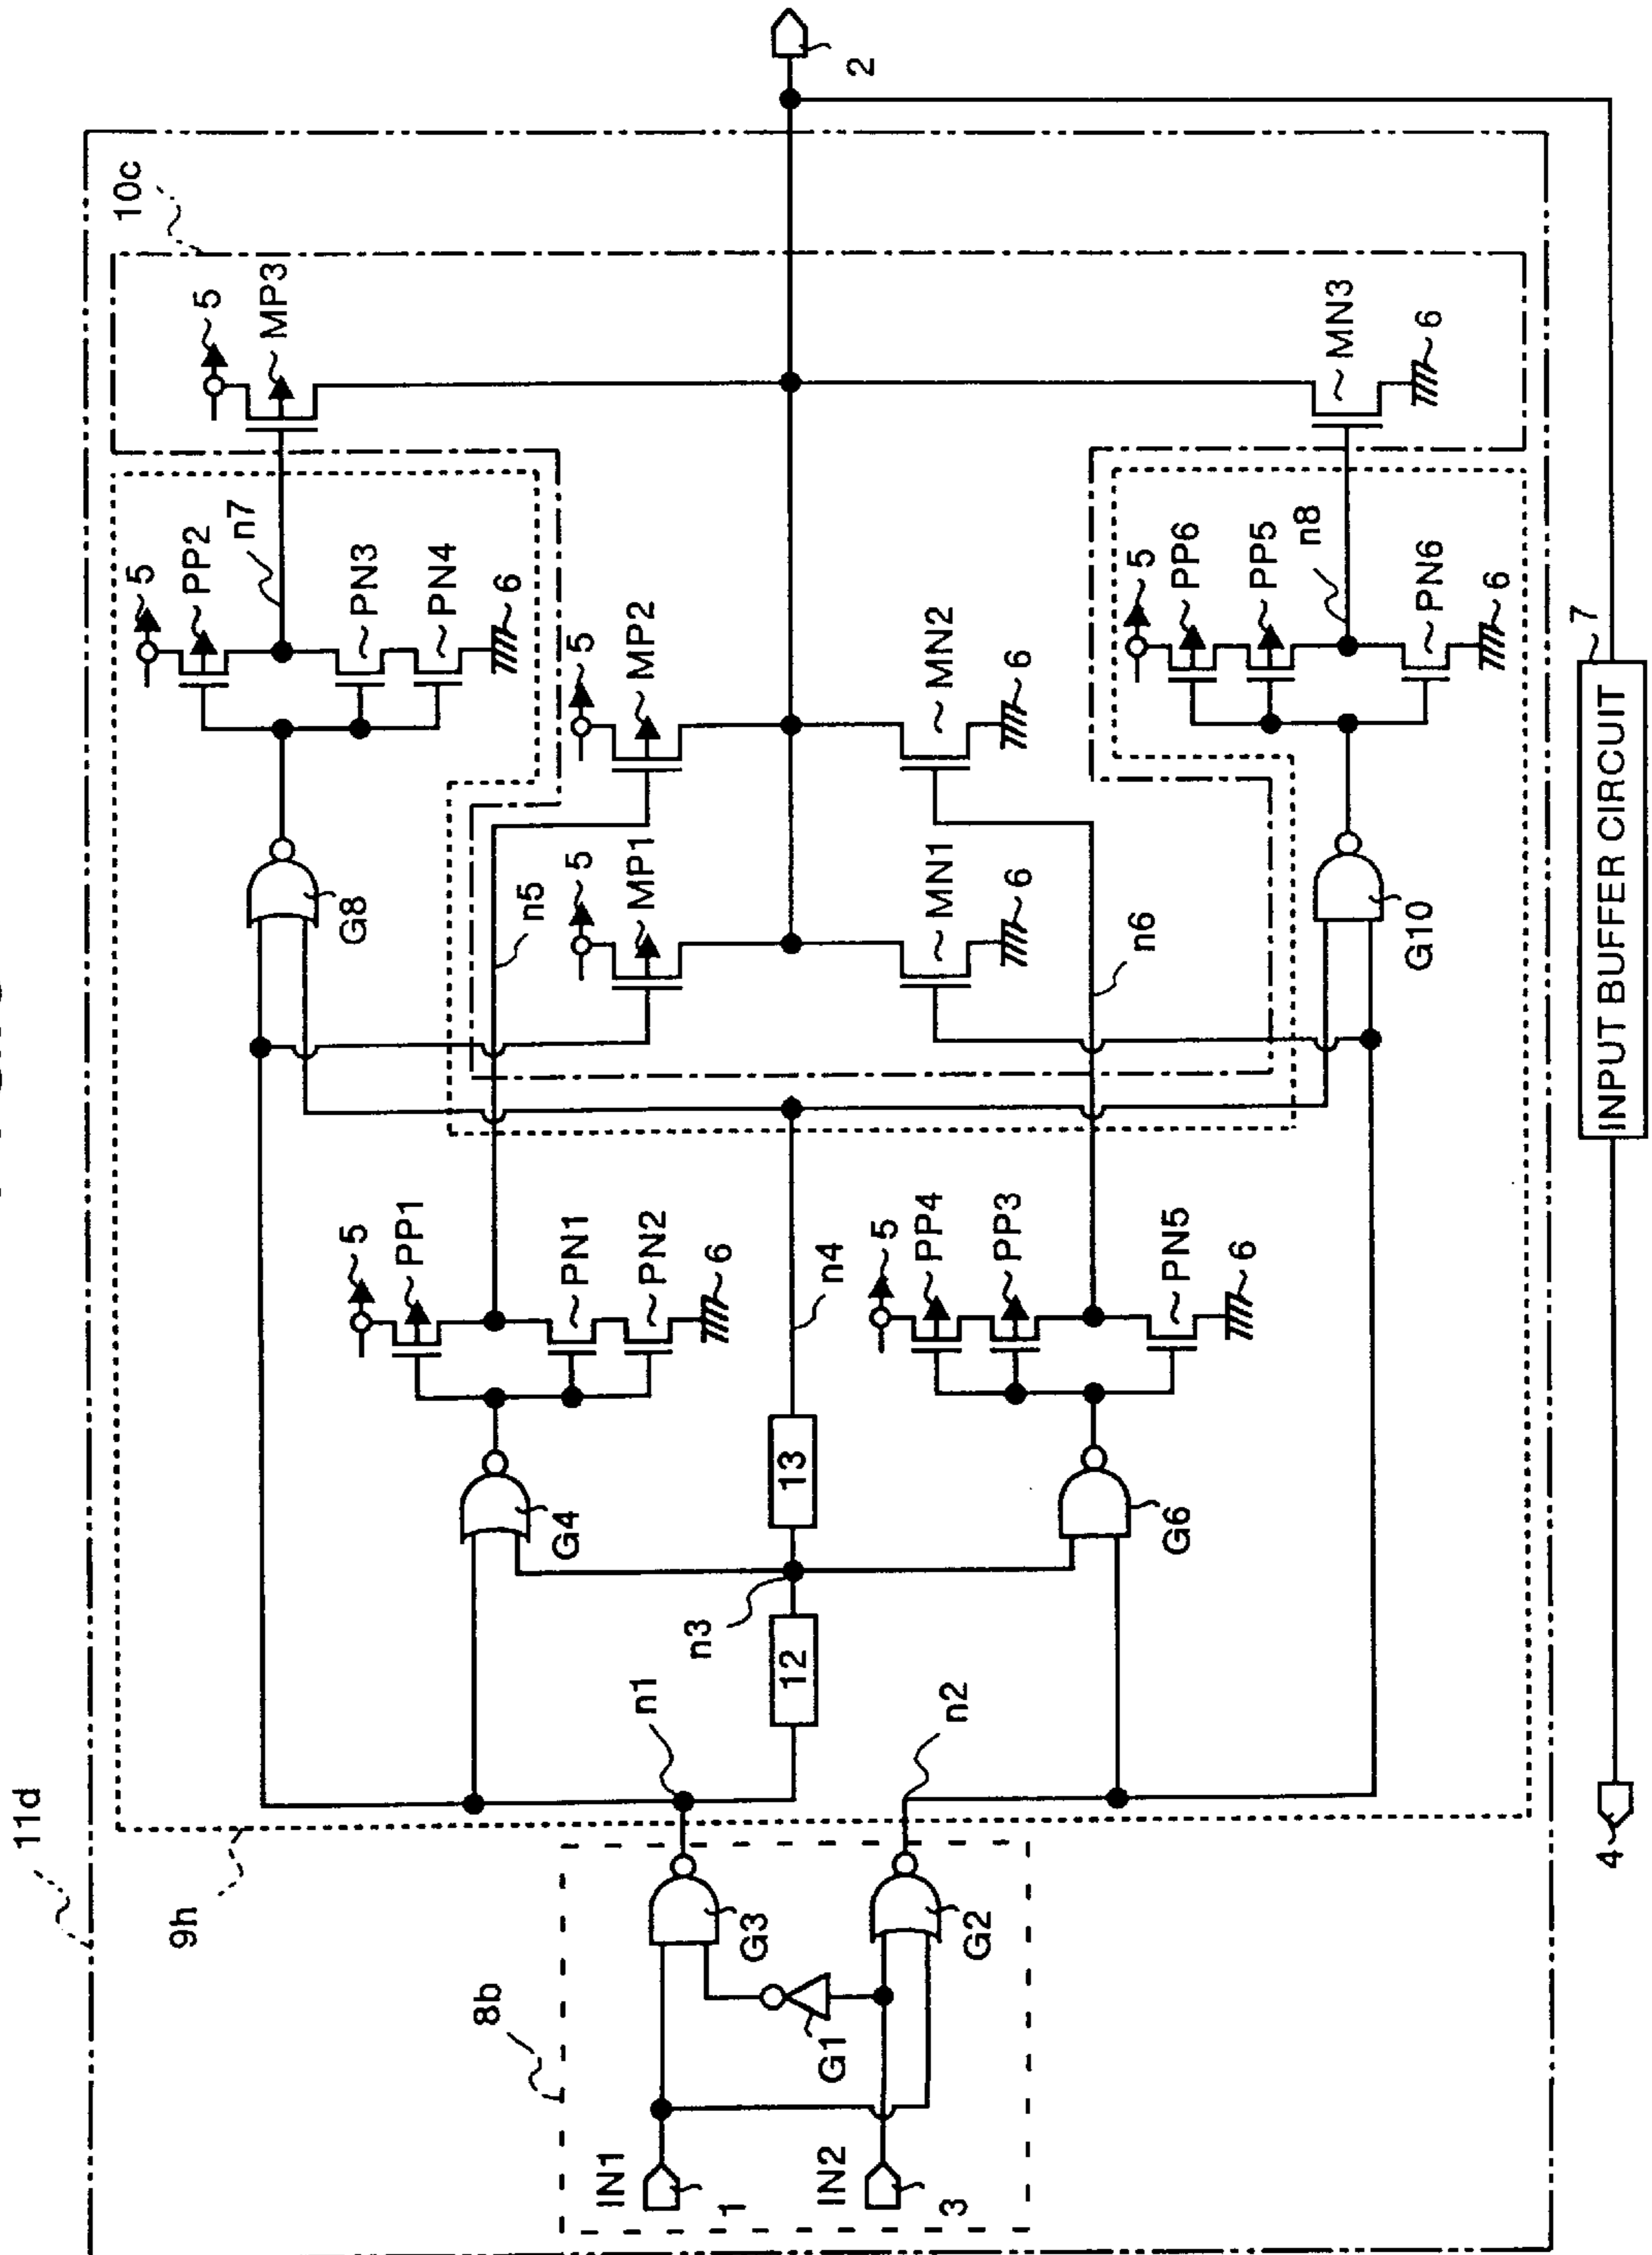 11d
10c
9h
8b
IN1
1
IN2
3
G1
G3
G2
n1
n2
n3
12
13
n4
G4
G6
5
PP1
PN1
PN2
6
5
PP4
PP3
PN5
6
n5
n6
G8
G10
5
MP1
MN1
6
5
MP2
MN2
6
5
PP2
n7
PN3
PN4
6
5
PP6
PP5
n8
PN6
6
5
MP3
MN3
6
2
7
INPUT BUFFER CIRCUIT
4